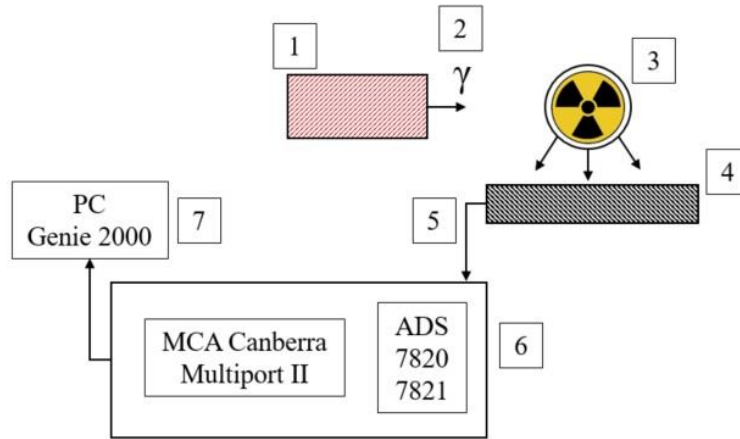 1
2
γ
3
4
PC
Genie 2000
7
5
MCA Canberra
Multiport II
ADS
7820
7821
6